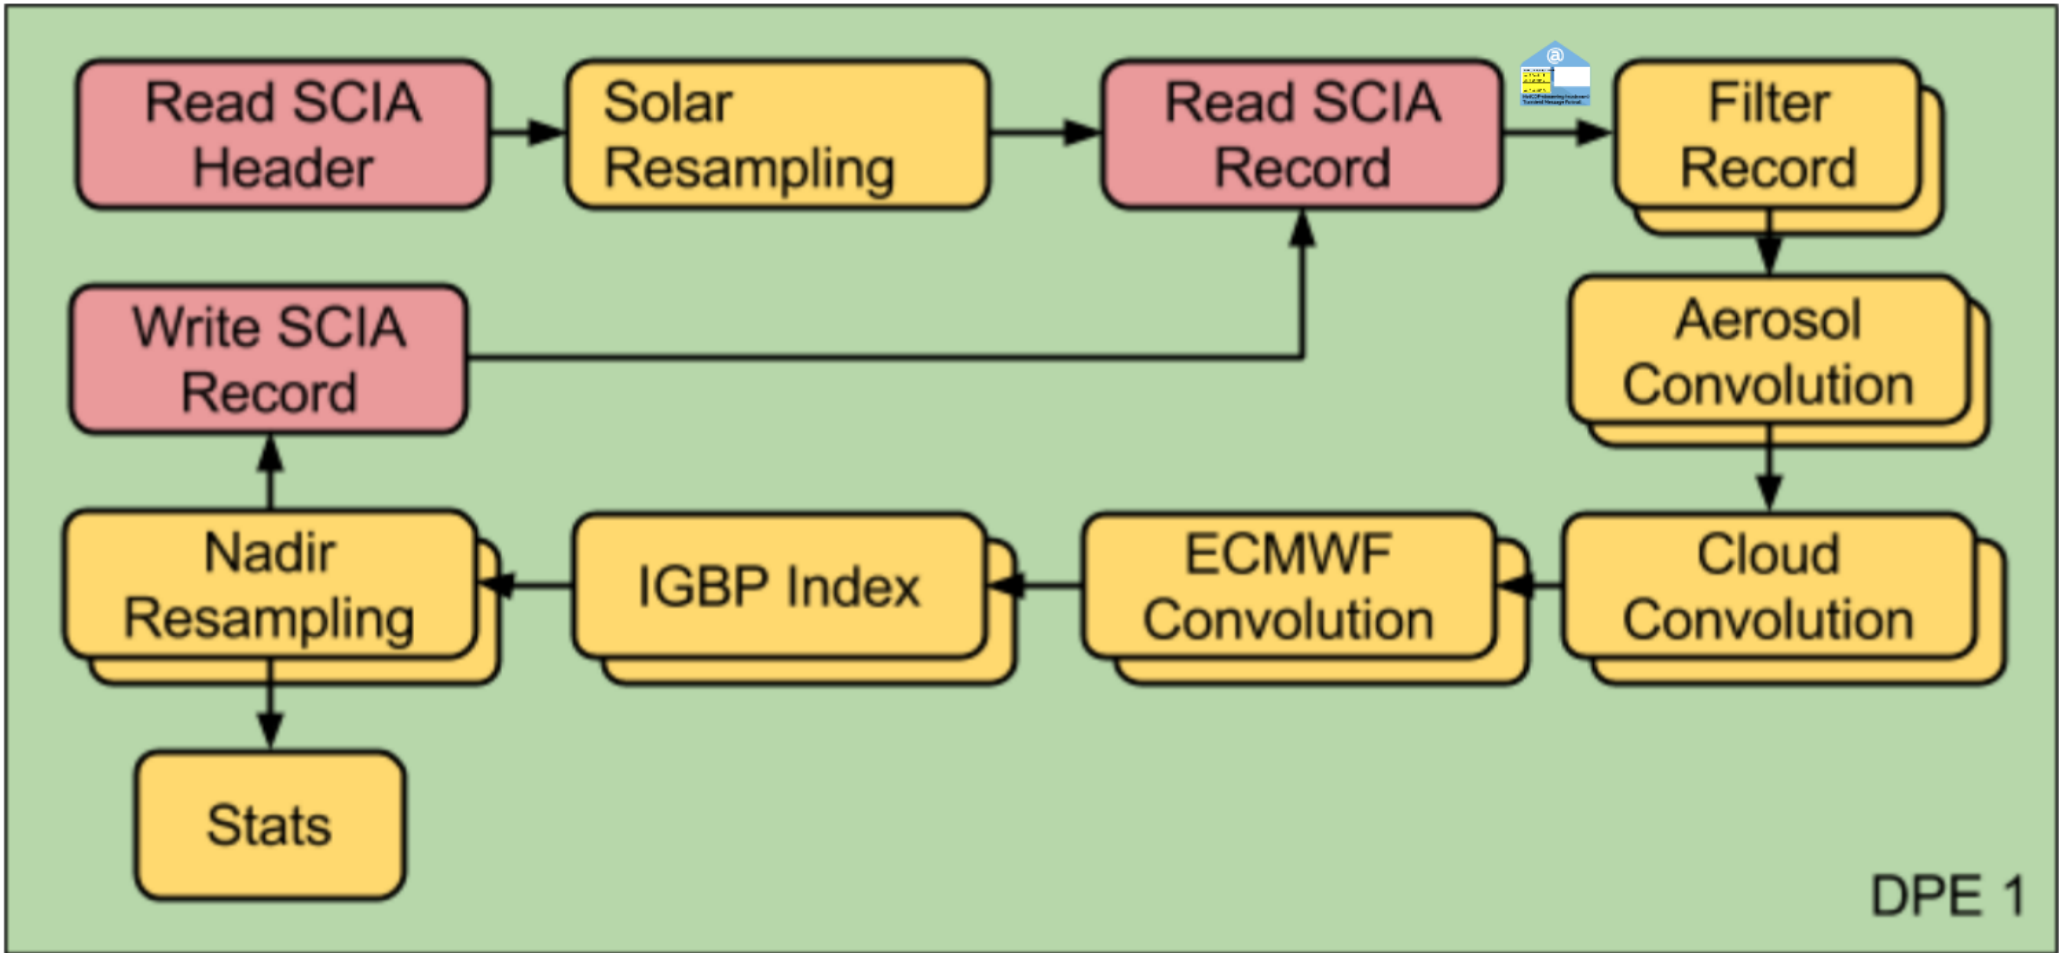 Read SCIA
Header
Solar
Resampling
Read SCIA
Record
@
Filter
Record
Write SCIA
Record
Aerosol
Convolution
Nadir
Resampling
IGBP Index
ECMWF
Convolution
Cloud
Convolution
Stats
DPE 1